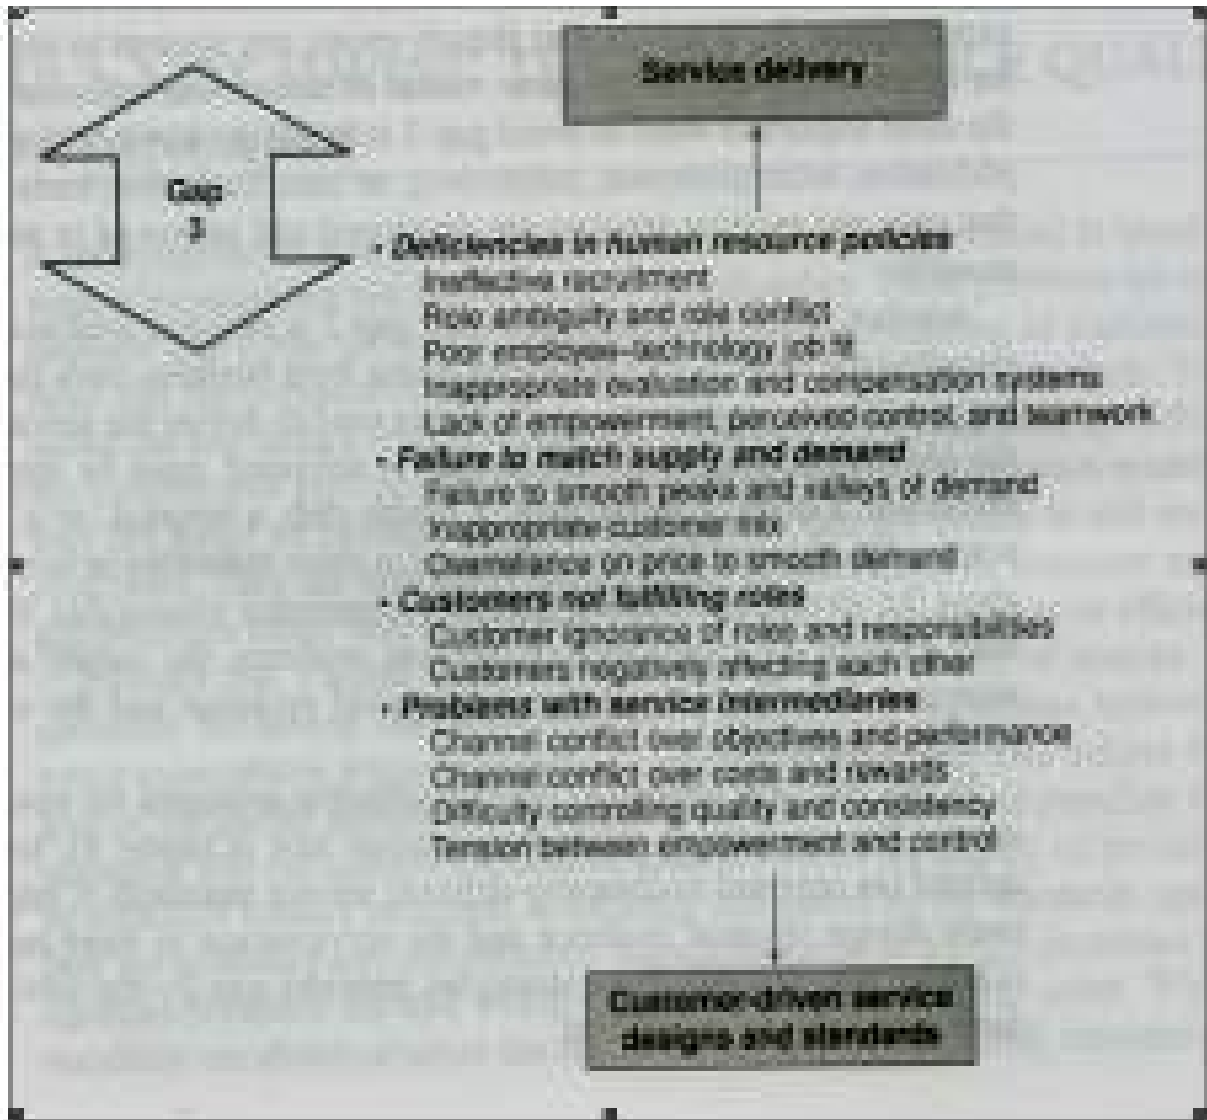 Service delivery
Gap
3
- Deficiencies in human resource policies
Ineffective recruitment
Role ambiguity and role conflict
Poor employee-technology job fit
Inappropriate evaluation and compensation systems
Lack of empowerment, perceived control, and teamwork
- Failure to match supply and demand
Failure to smooth peaks and valleys of demand
Inappropriate customer mix
Overreliance on price to smooth demand
- Customers not fulfilling roles
Customer ignorance of roles and responsibilities
Customers negatively affecting each other
- Problems with service intermediaries
Channel conflict over objectives and performance
Channel conflict over costs and rewards
Difficulty controlling quality and consistency
Tension between empowerment and control
Customer-driven service
designs and standards